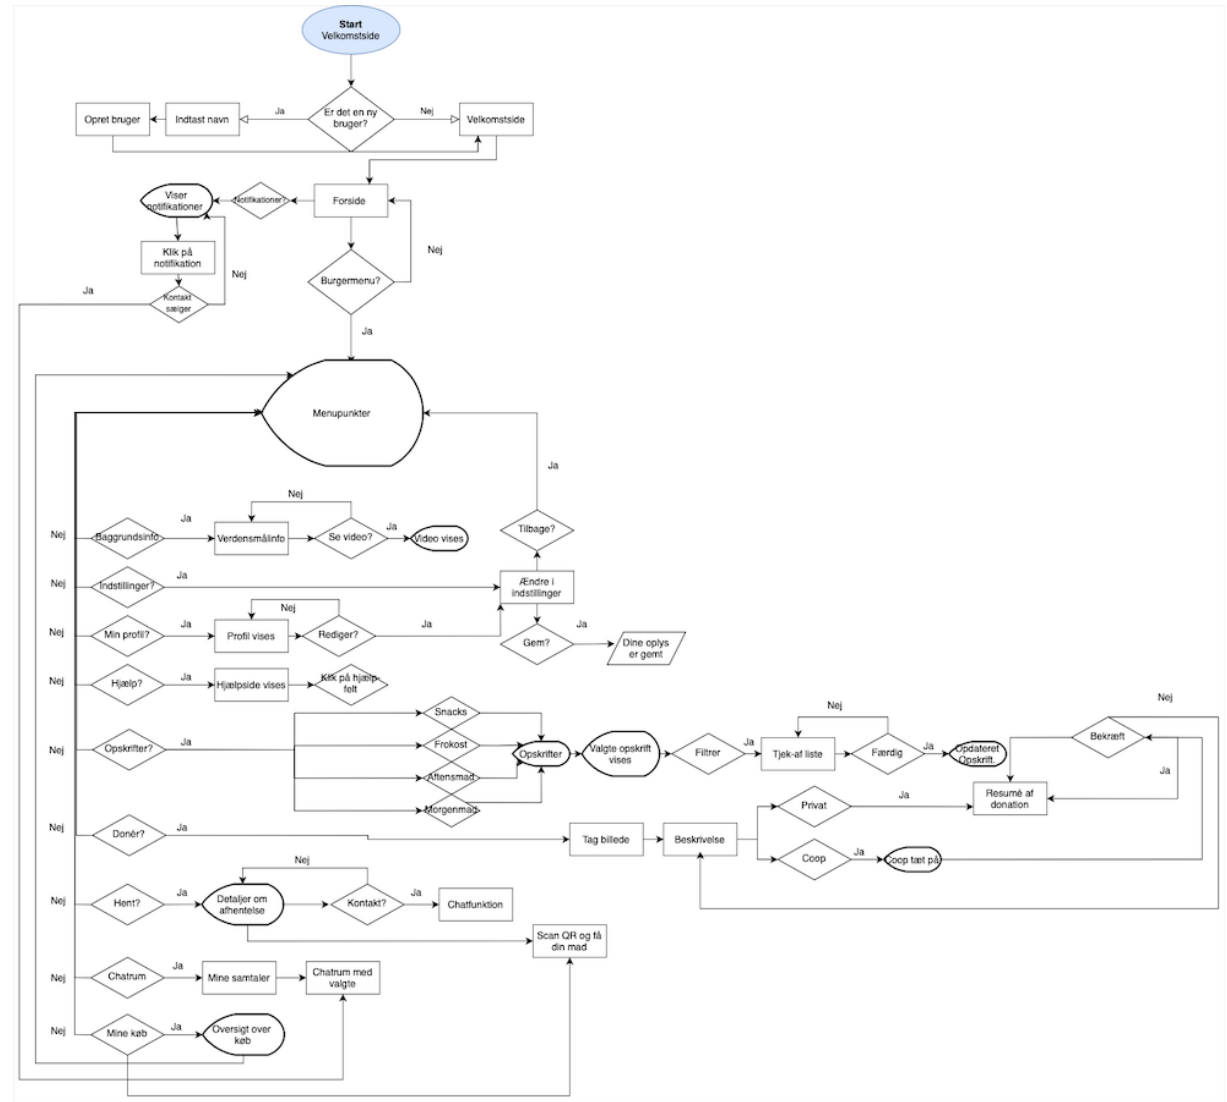 Start
Velkomstside
Opret bruger
Indtast navn
Ja
Er det en ny
bruger?
Nej
Velkomstside
Viser
notifikationer
Notifikationer?
Forside
Klik på
notifikation
Nej
Nej
Burgermenu?
Ja
Kontakt
sælger
Ja
Menupunkter
Ja
Nej
Nej
Baggrundsinfo
Ja
Verdensmålinfo
Se video?
Ja
Video vises
Tilbage?
Nej
Indstillinger?
Ja
Ændre i
indstillinger
Nej
Min profil?
Ja
Profil vises
Nej
Rediger?
Ja
Gem?
Ja
Dine oplys
er gemt
Nej
Hjælp?
Ja
Hjælpside vises
Klik på hjælp-
felt
Nej
Opskrifter?
Ja
Snacks
Frokost
Aftensmad
Morgenmad
Opskrifter
Valgte opskrift
vises
Filtrer
Ja
Tjek-af liste
Nej
Færdig
Ja
Opdateret
Opskrift.
Bekræft
Nej
Ja
Resumé af
donation
Nej
Donér?
Ja
Tag billede
Beskrivelse
Privat
Ja
Coop
Ja
Coop tæt på
Nej
Hent?
Ja
Detaljer om
afhentelse
Nej
Kontakt?
Ja
Chatfunktion
Scan QR og få
din mad
Nej
Chatrum
Ja
Mine samtaler
Chatrum med
valgte
Nej
Mine køb
Ja
Oversigt over
køb